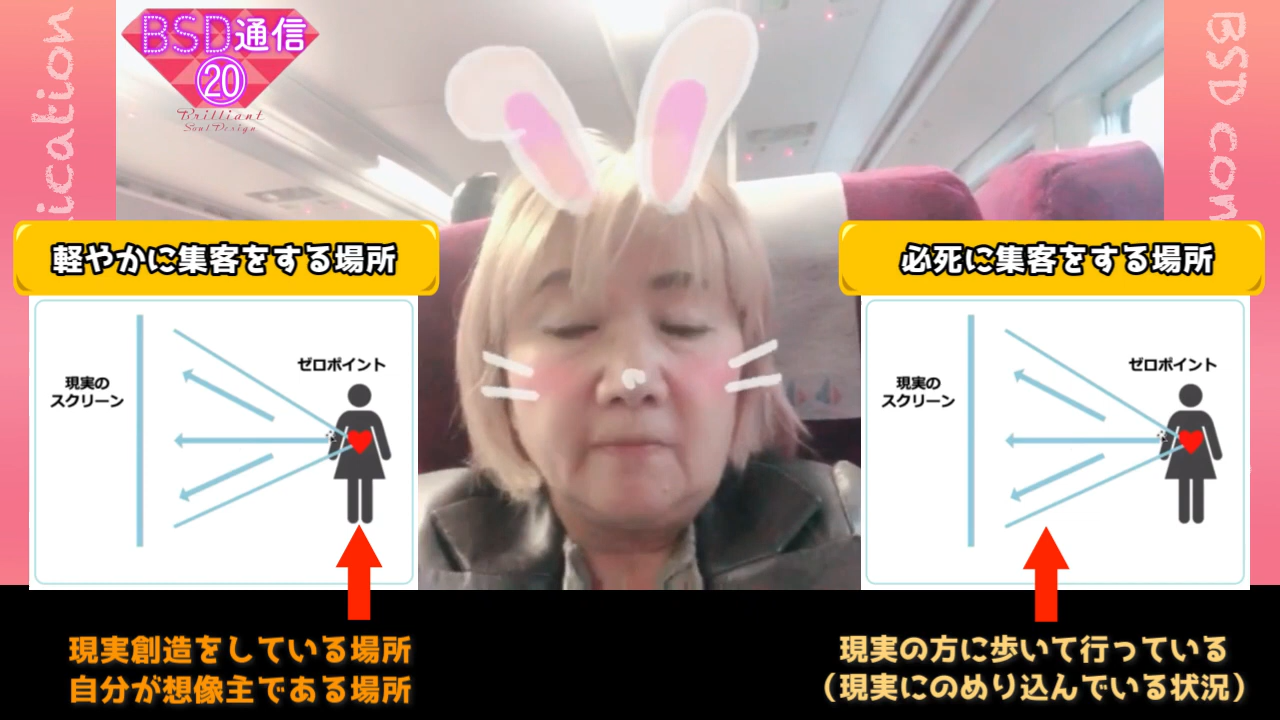 ication
BSD通信
20
Brilliant
Soul Design
BSD con
軽やかに集客をする場所
ゼロポイント
現実の
スクリーン
現実創造をしている場所
自分が想像主である場所
必死に集客をする場所
ゼロポイント
現実の
スクリーン
現実の方に歩いて行っている
（現実にのめり込んでいる状況）